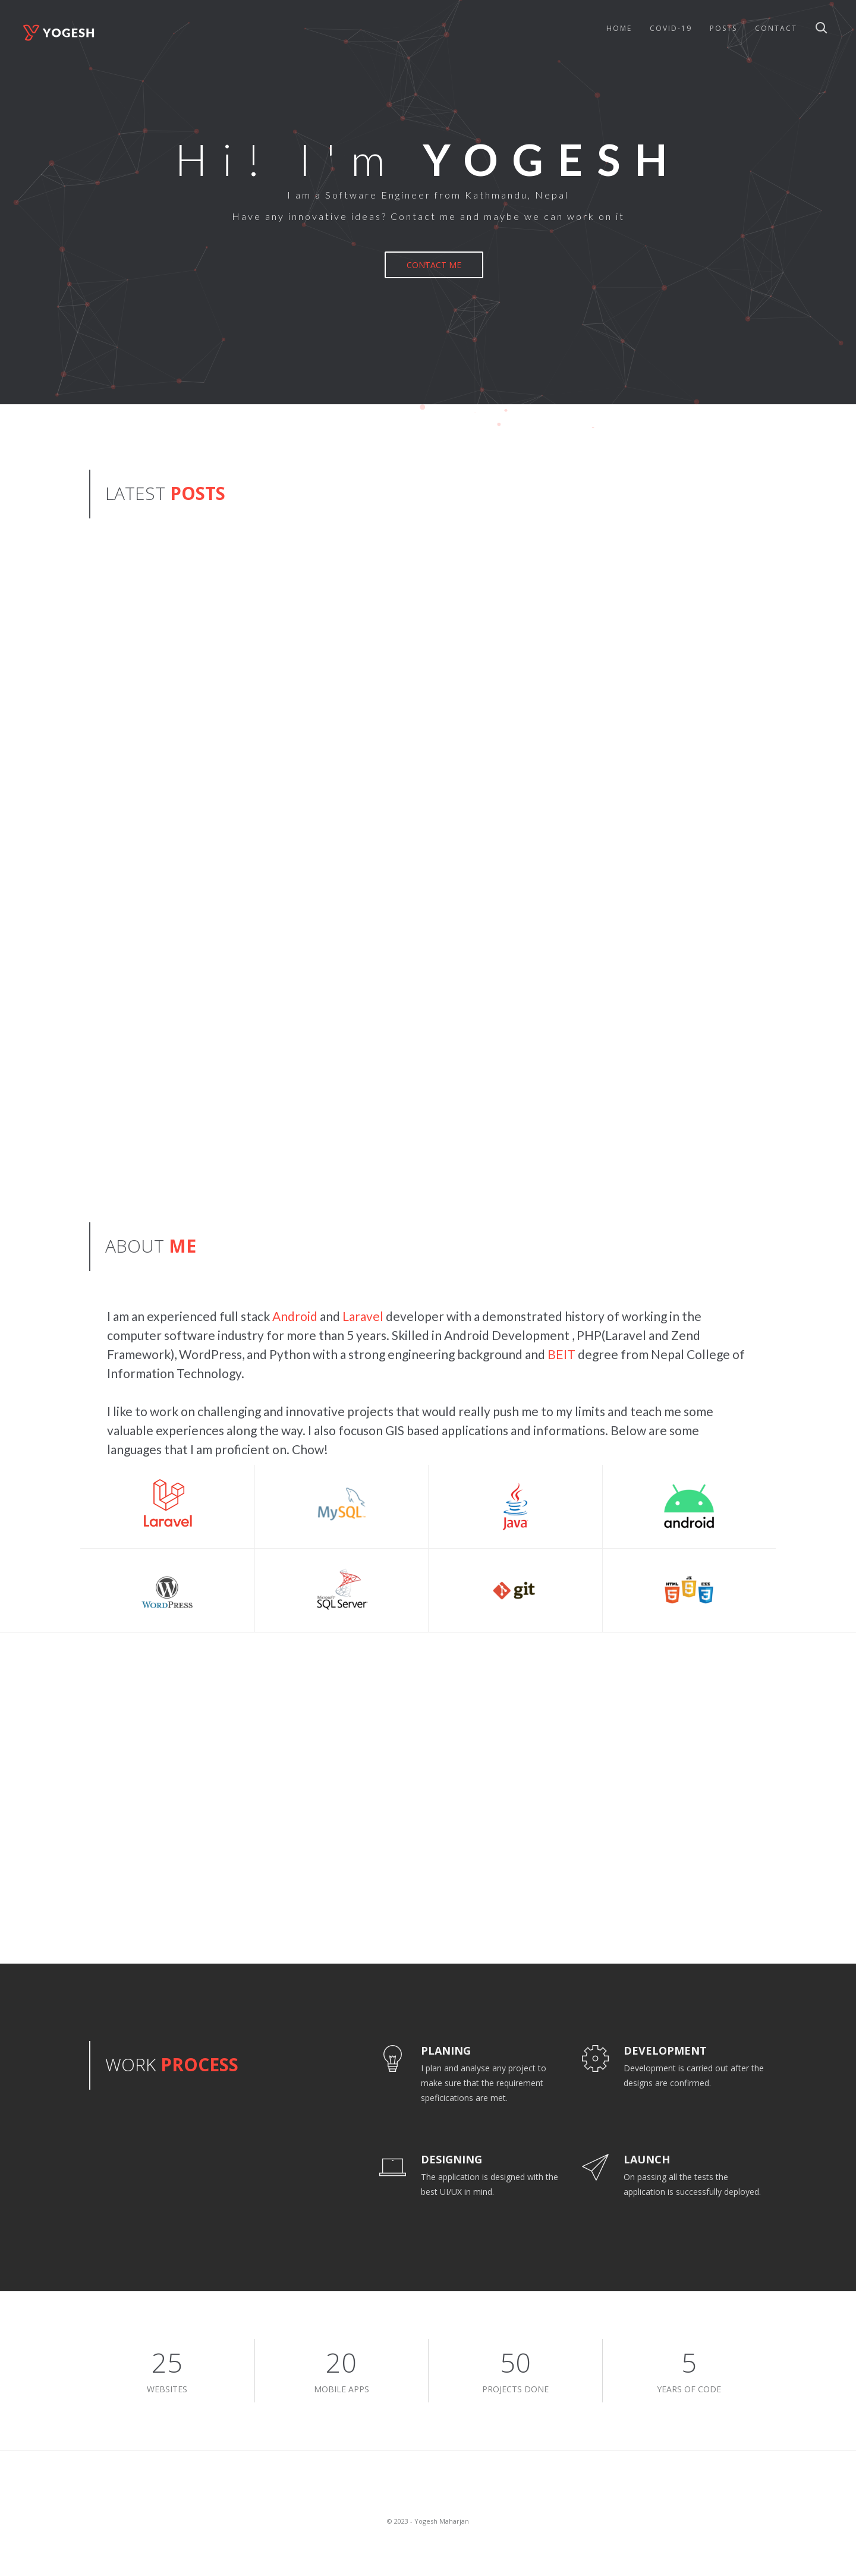 YOGESH
HOME COVID-19 POSTS CONTACT
Hi! I'm YOGESH
I am a Software Engineer from Kathmandu, Nepal
Have any innovative ideas? Contact me and maybe we can work on it
CONTACT ME
LATEST POSTS
ABOUT ME
I am an experienced full stack Android and Laravel developer with a demonstrated history of working in the
computer software industry for more than 5 years. Skilled in Android Development , PHP(Laravel and Zend
Framework), WordPress, and Python with a strong engineering background and BEIT degree from Nepal College of
Information Technology.
I like to work on challenging and innovative projects that would really push me to my limits and teach me some
valuable experiences along the way. I also focuson GIS based applications and informations. Below are some
languages that I am proficient on. Chow!
Laravel
MySQL
Java
android
WORDPRESS
Microsoft
SQL Server
git
HTML JS CSS
5 5 3
WORK PROCESS
PLANING
I plan and analyse any project to
make sure that the requirement
speficications are met.
DEVELOPMENT
Development is carried out after the
designs are confirmed.
DESIGNING
The application is designed with the
best UI/UX in mind.
LAUNCH
On passing all the tests the
application is successfully deployed.
25
WEBSITES
20
MOBILE APPS
50
PROJECTS DONE
5
YEARS OF CODE
© 2023 - Yogesh Maharjan